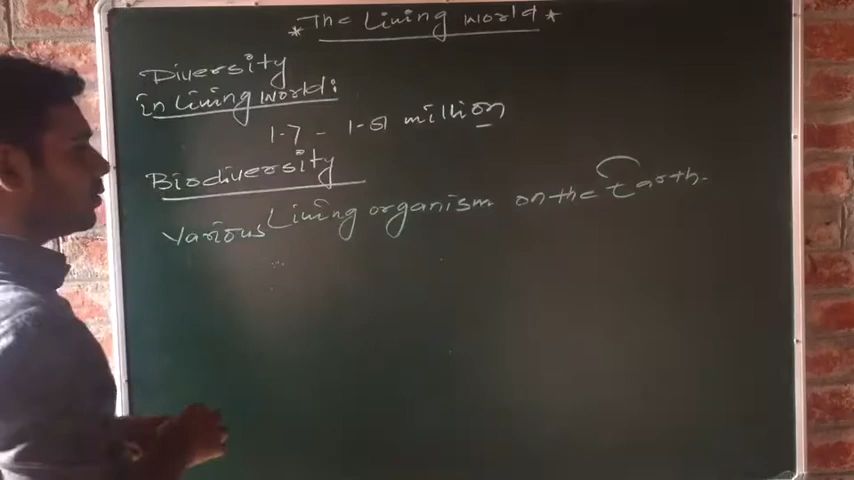 * The Living World *
Diversity
In Living World:
1.7 - 1.8 million
Biodiversity
Various Living organism on the Earth.